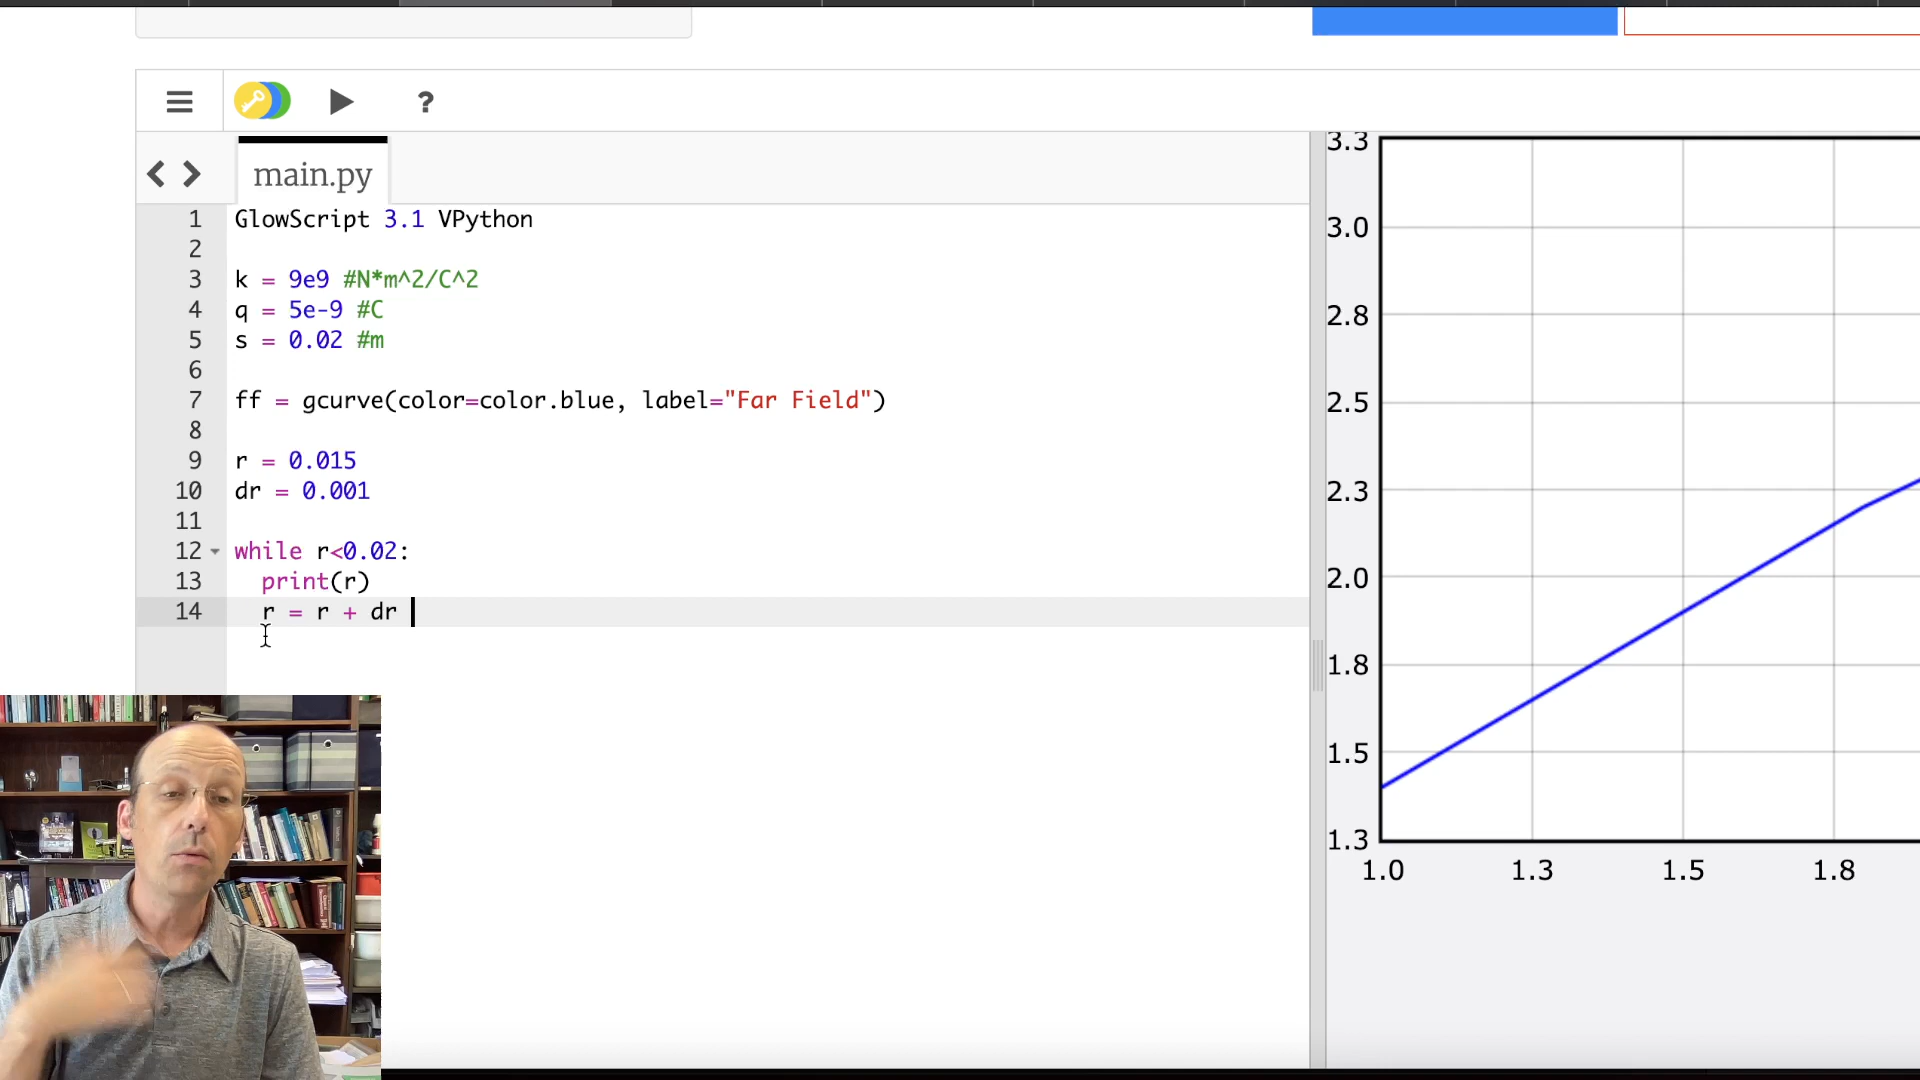 ?
main.py
1 GlowScript 3.1 VPython
2
3 k = 9e9 #N*m^2/C^2
4 q = 5e-9 #C
5 s = 0.02 #m
6
7 ff = gcurve(color=color.blue, label="Far Field")
8
9 r = 0.015
10 dr = 0.001
11
12 while r<0.02:
13 print(r)
14 r = r + dr
3.3
3.0
2.8
2.5
2.3
2.0
1.8
1.5
1.3
1.0 1.3 1.5 1.8